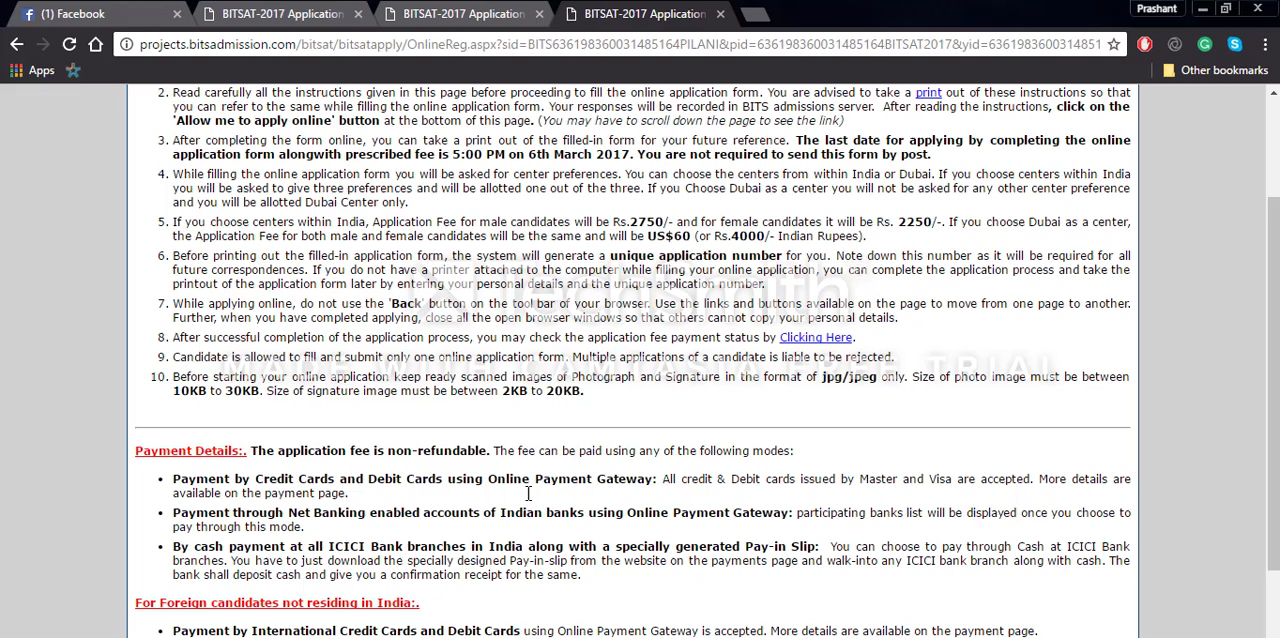 Prashant
(1) Facebook
BITSAT-2017 Application
BITSAT-2017 Application
BITSAT-2017 Application
projects.bitsadmission.com/bitsat/bitsatapply/OnlineReg.aspx?sid=BITS636198360031485164PILANI&pid=636198360031485164BITSAT2017&yid=6361983600314851
Apps
Other bookmarks
2. Read carefully all the instructions given in this page before proceeding to fill the online application form. You are advised to take a print out of these instructions so that
you can refer to the same while filling the online application form. Your responses will be recorded in BITS admissions server. After reading the instructions, click on the
'Allow me to apply online' button at the bottom of this page. (You may have to scroll down the page to see the link)
3. After completing the form online, you can take a print out of the filled-in form for your future reference. The last date for applying by completing the online
application form alongwith prescribed fee is 5:00 PM on 6th March 2017. You are not required to send this form by post.
4. While filling the online application form you will be asked for center preferences. You can choose the centers from within India or Dubai. If you choose centers within India
you will be asked to give three preferences and will be allotted one out of the three. If you Choose Dubai as a center you will not be asked for any other center preference
and you will be allotted Dubai Center only.
5. If you choose centers within India, Application Fee for male candidates will be Rs.2750/- and for female candidates it will be Rs. 2250/-. If you choose Dubai as a center,
the Application Fee for both male and female candidates will be the same and will be US$60 (or Rs.4000/- Indian Rupees).
6. Before printing out the filled-in application form, the system will generate a unique application number for you. Note down this number as it will be required for all
future correspondences. If you do not have a printer attached to the computer while filling your online application, you can complete the application process and take the
printout of the application form later by entering your personal details and the unique application number.
7. While applying online, do not use the 'Back' button on the tool bar of your browser. Use the links and buttons available on the page to move from one page to another.
Further, when you have completed applying, close all the open browser windows so that others cannot copy your personal details.
8. After successful completion of the application process, you may check the application fee payment status by Clicking Here.
9. Candidate is allowed to fill and submit only one online application form. Multiple applications of a candidate is liable to be rejected.
10. Before starting your online application keep ready scanned images of Photograph and Signature in the format of jpg/jpeg only. Size of photo image must be between
10KB to 30KB. Size of signature image must be between 2KB to 20KB.
TechSmith
MADE WITH CAMTASIA FREE TRIAL
Payment Details:. The application fee is non-refundable. The fee can be paid using any of the following modes:
• Payment by Credit Cards and Debit Cards using Online Payment Gateway: All credit & Debit cards issued by Master and Visa are accepted. More details are
available on the payment page.
• Payment through Net Banking enabled accounts of Indian banks using Online Payment Gateway: participating banks list will be displayed once you choose to
pay through this mode.
• By cash payment at all ICICI Bank branches in India along with a specially generated Pay-in Slip: You can choose to pay through Cash at ICICI Bank
branches. You have to just download the specially designed Pay-in-slip from the website on the payments page and walk-into any ICICI bank branch along with cash. The
bank shall deposit cash and give you a confirmation receipt for the same.
For Foreign candidates not residing in India:.
• Payment by International Credit Cards and Debit Cards using Online Payment Gateway is accepted. More details are available on the payment page.